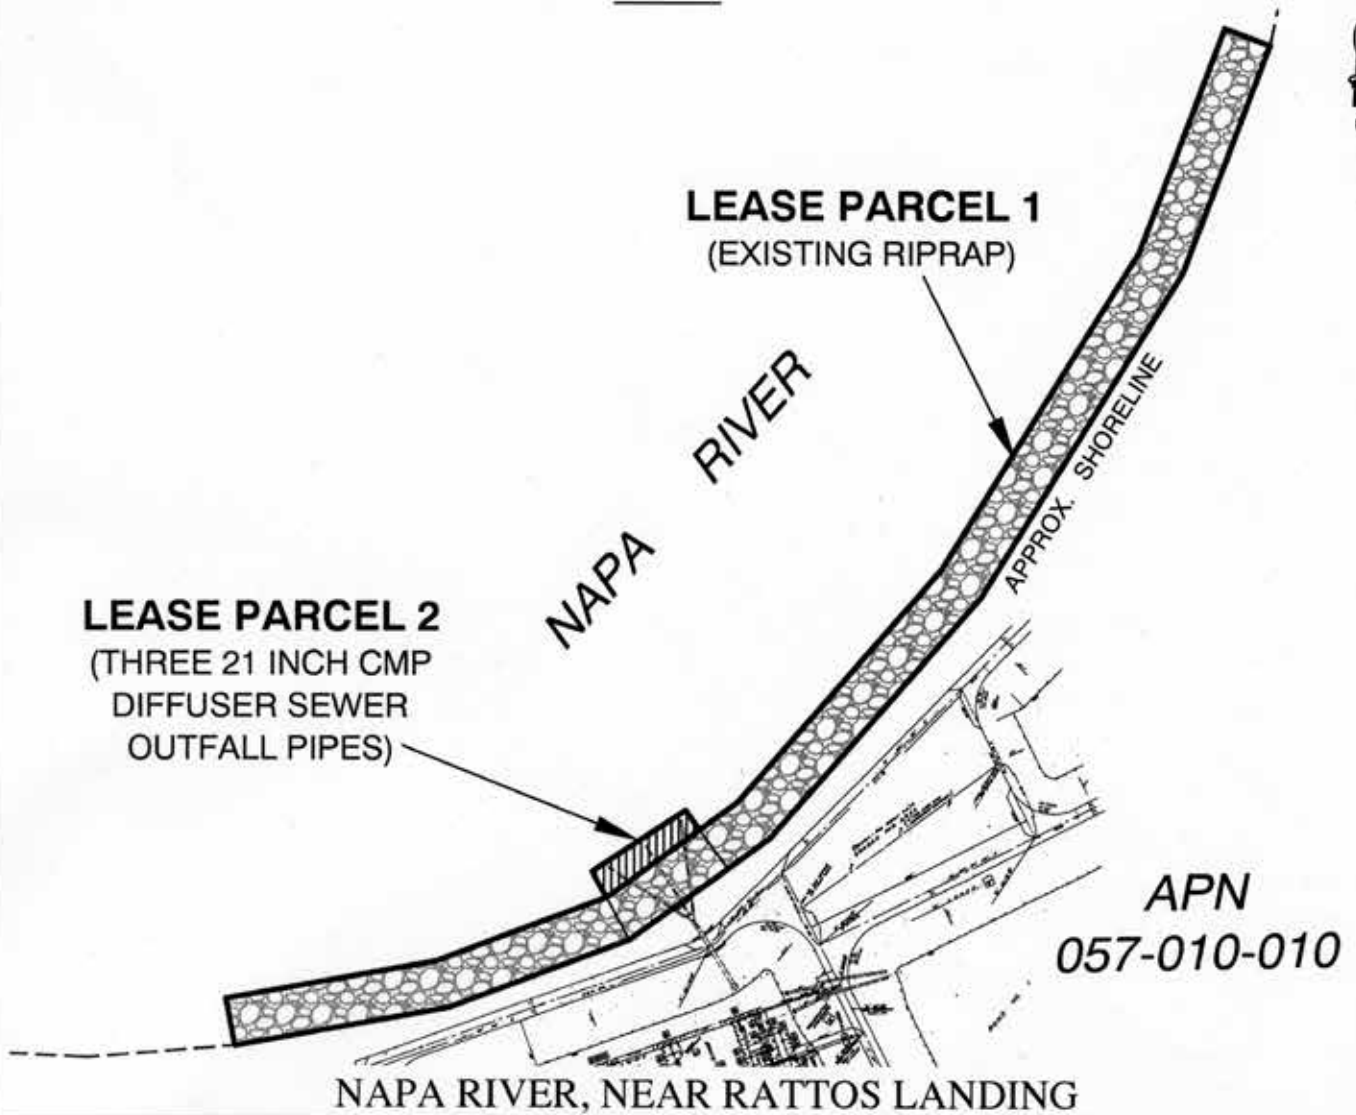 LEASE PARCEL 1
(EXISTING RIPRAP)
NAPA RIVER
APPROX. SHORELINE
LEASE PARCEL 2
(THREE 21 INCH CMP
DIFFUSER SEWER
OUTFALL PIPES)
APN
057-010-010
NAPA RIVER, NEAR RATTOS LANDING